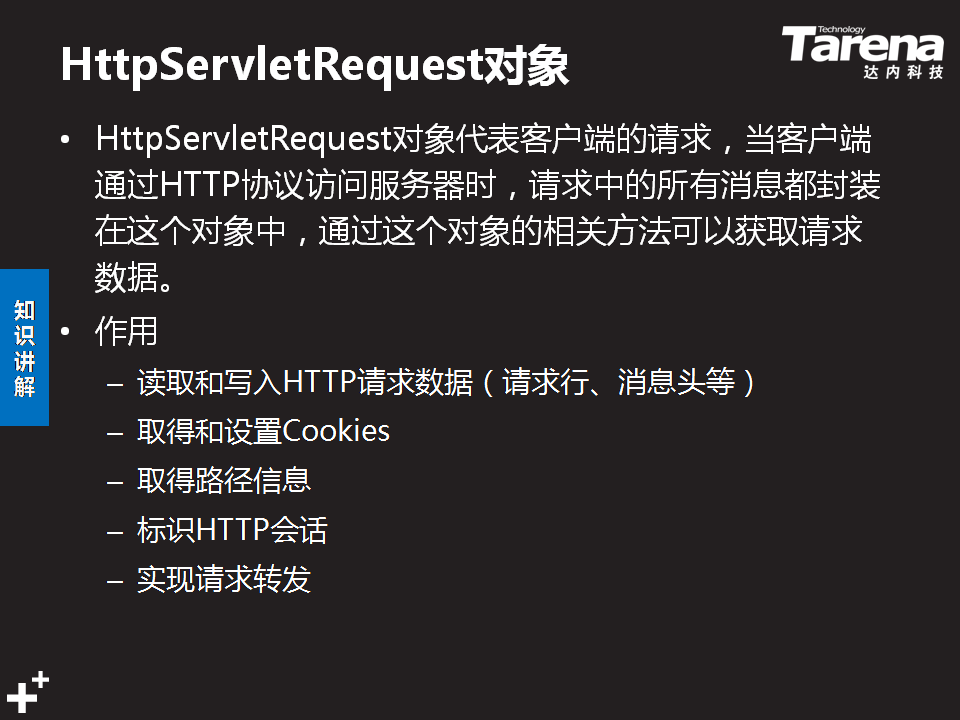 HttpServletRequest对象
Technology
Tarena
达内科技
• HttpServletRequest对象代表客户端的请求，当客户端
通过HTTP协议访问服务器时，请求中的所有消息都封装
在这个对象中，通过这个对象的相关方法可以获取请求
数据。
知识讲解
• 作用
– 读取和写入HTTP请求数据（请求行、消息头等）
– 取得和设置Cookies
– 取得路径信息
– 标识HTTP会话
– 实现请求转发